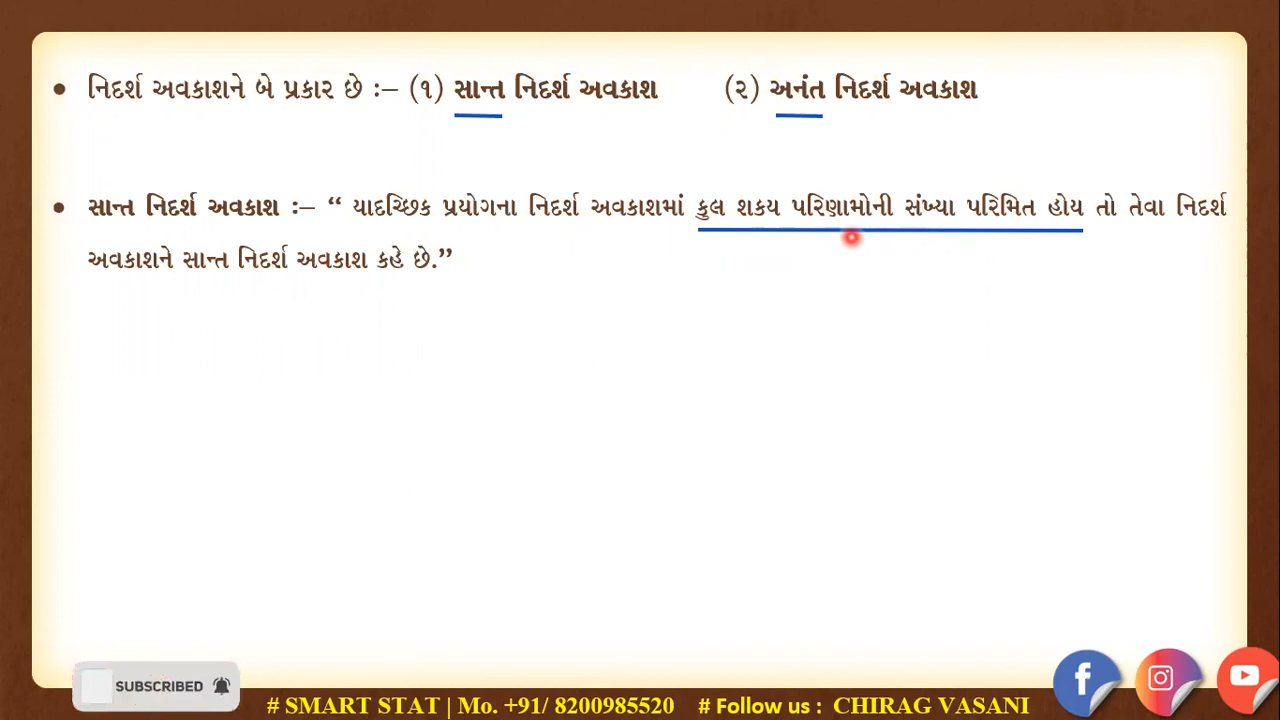 • નિદર્શ અવકાશને બે પ્રકાર છે :– (૧) સાન્ત નિદર્શ અવકાશ (૨) અનંત નિદર્શ અવકાશ
• સાન્ત નિદર્શ અવકાશ :– “ યાદચ્છિક પ્રયોગના નિદર્શ અવકાશમાં કુલ શકય પરિણામોની સંખ્યા પરિમિત હોય તો તેવા નિદર્શ
અવકાશને સાન્ત નિદર્શ અવકાશ કહે છે.”
SUBSCRIBED
# SMART STAT | Mo. +91/ 8200985520 # Follow us : CHIRAG VASANI